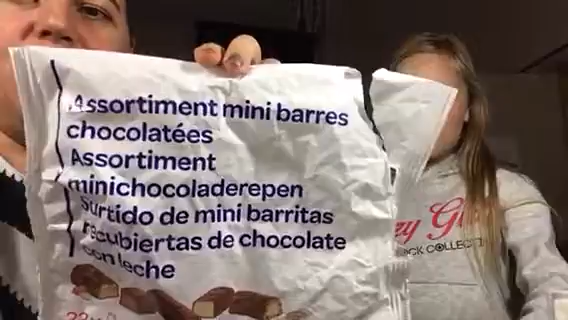 Assortiment mini barres
chocolatées
Assortiment
minichocoladerepen
Surtido de mini barritas
recubiertas de chocolate
con leche